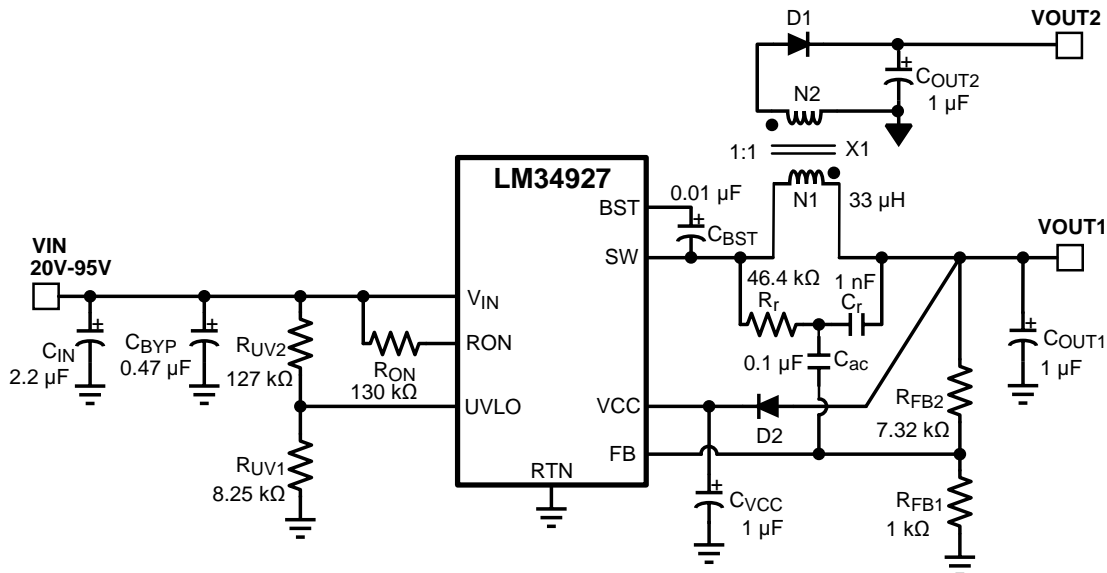 D1
VOUT2
+
COUT2
1 µF
N2
1:1
X1
LM34927
0.01 µF
BST
+
CBST
N1
33 µH
VOUT1
SW
VIN
20V-95V
46.4 kΩ
1 nF
Rr
Cr
VIN
+
CIN
2.2 µF
+
CBYP
0.47 µF
RUV2
127 kΩ
RON
RON
130 kΩ
0.1 µF
Cac
+
COUT1
1 µF
UVLO
VCC
D2
RFB2
7.32 kΩ
FB
RUV1
8.25 kΩ
RTN
+
CVCC
1 µF
RFB1
1 kΩ